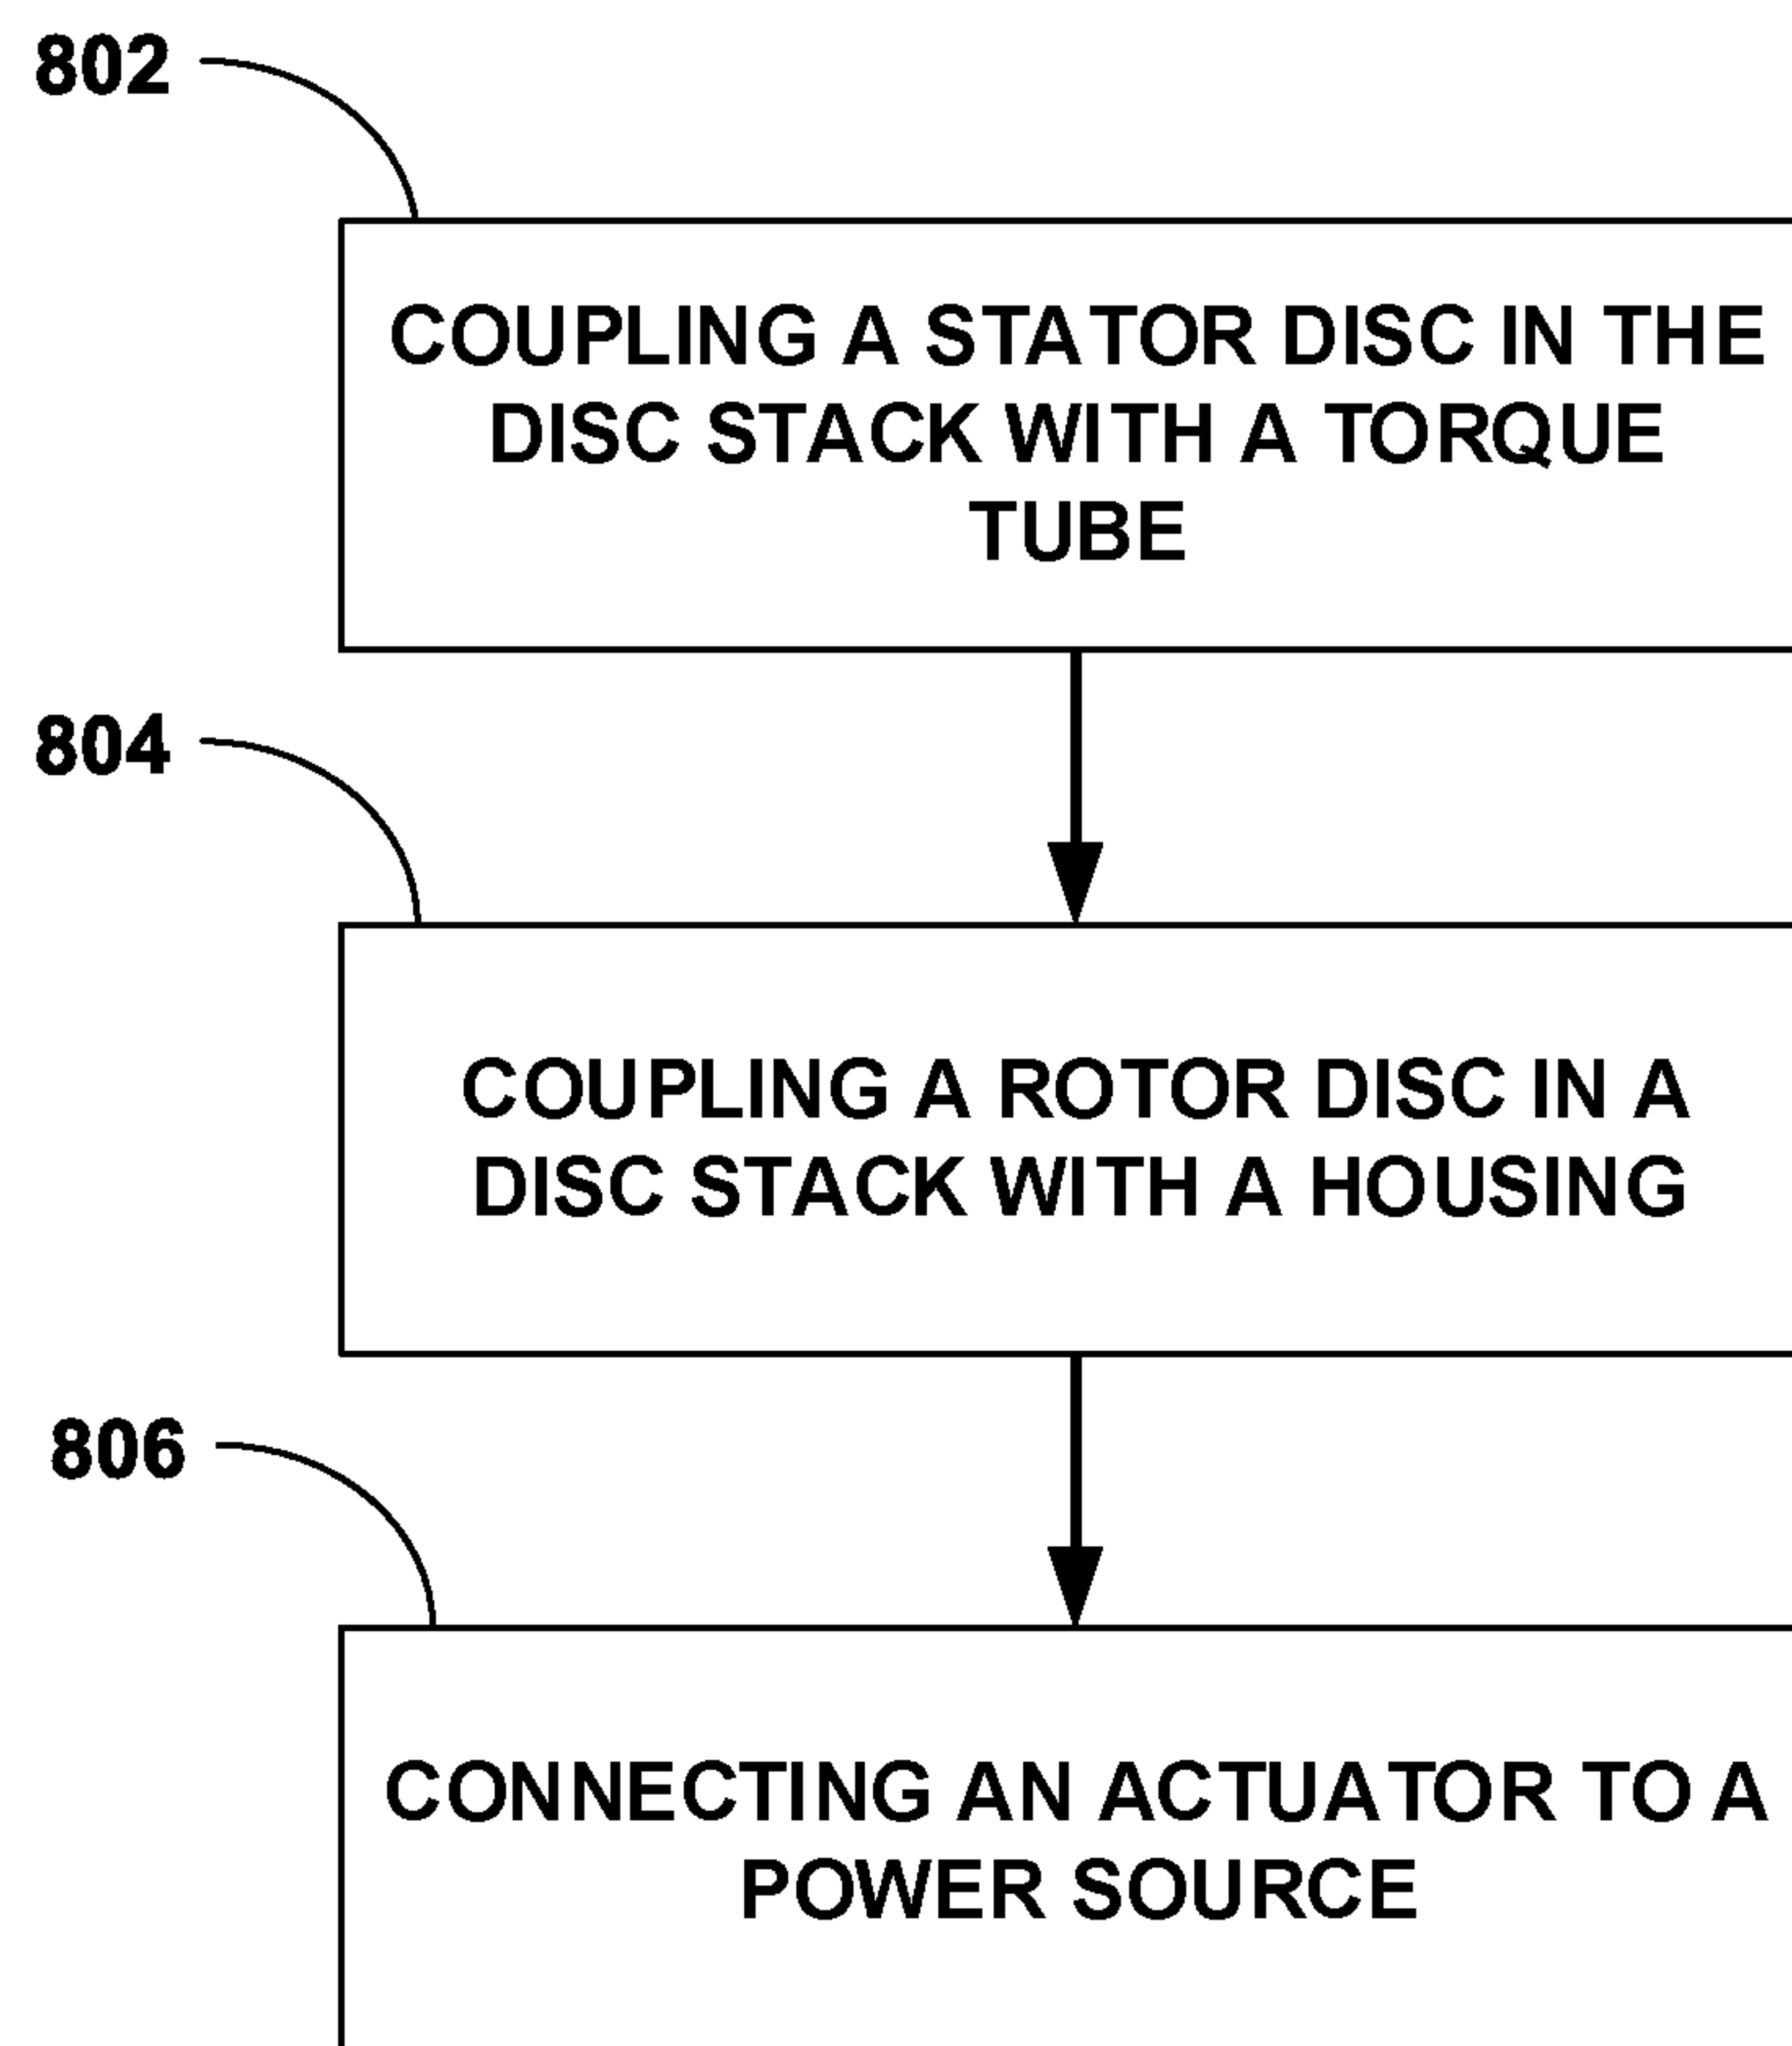 802
COUPLING A STATOR DISC IN THE
DISC STACK WITH A TORQUE
TUBE
804
COUPLING A ROTOR DISC IN A
DISC STACK WITH A HOUSING
806
CONNECTING AN ACTUATOR TO A
POWER SOURCE